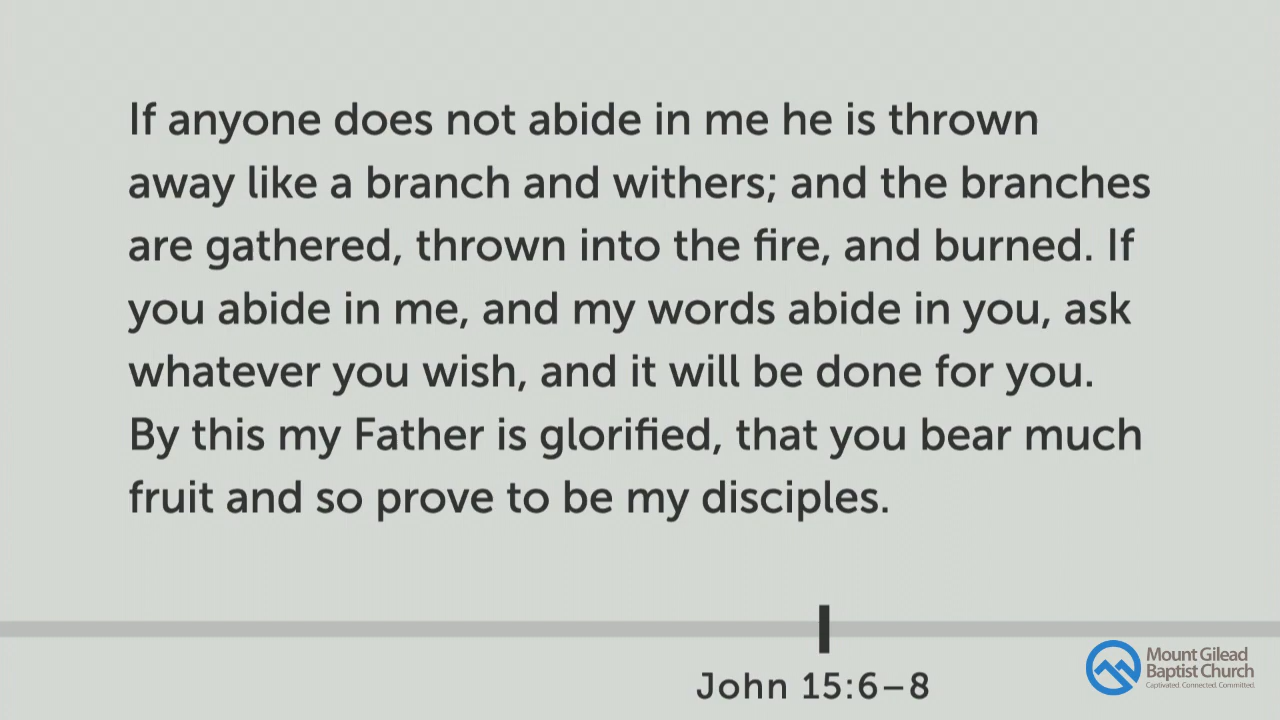 If anyone does not abide in me he is thrown
away like a branch and withers; and the branches
are gathered, thrown into the fire, and burned. If
you abide in me, and my words abide in you, ask
whatever you wish, and it will be done for you.
By this my Father is glorified, that you bear much
fruit and so prove to be my disciples.
John 15:6–8
Mount Gilead
Baptist Church
Captivated. Connected. Committed.